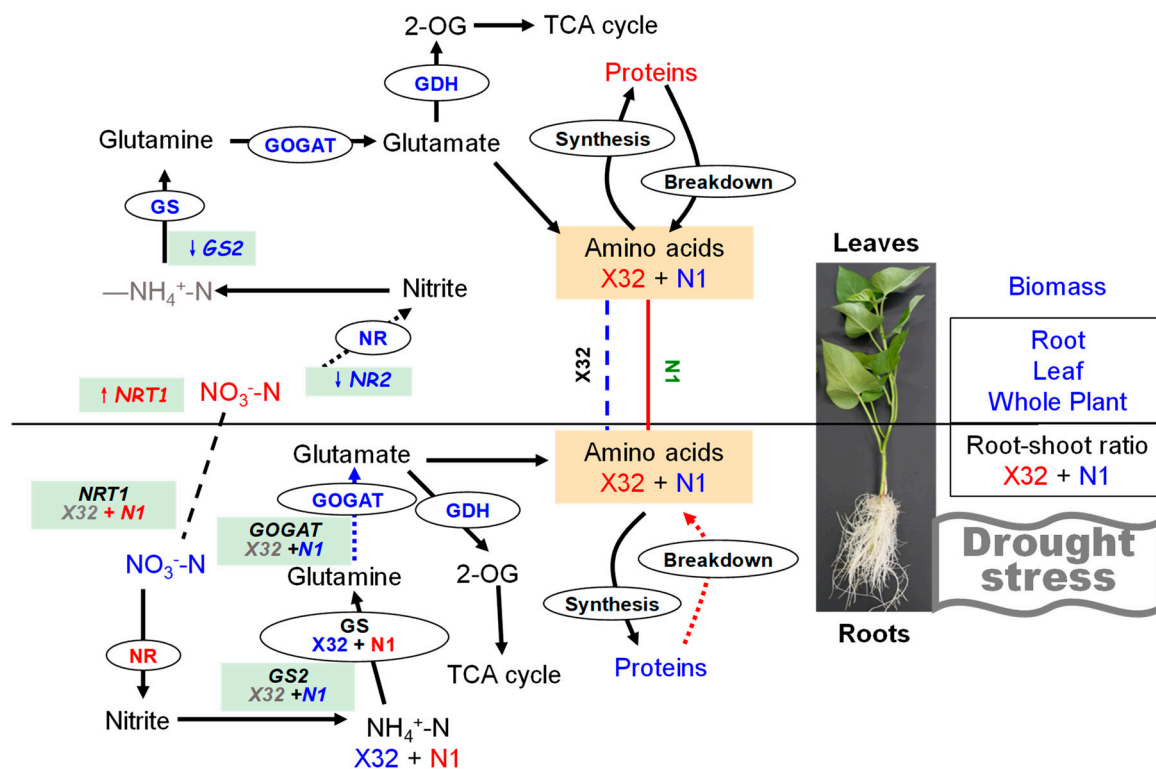 2-OG
TCA cycle
GDH
Proteins
Glutamine
GOGAT
Glutamate
Synthesis
Breakdown
GS
↓ GS2
Amino acids
X32 + N1
Leaves
—NH₄⁺-N
Nitrite
NR
↓ NR2
X32
N1
Biomass
Root
Leaf
Whole Plant
↑ NRT1
NO₃⁻-N
Root-shoot ratio
X32 + N1
Drought
stress
Roots
NRT1
X32 + N1
NO₃⁻-N
NR
Nitrite
Glutamate
GOGAT
GDH
GOGAT
X32 +N1
Glutamine
2-OG
GS
X32 + N1
TCA cycle
GS2
X32 +N1
NH₄⁺-N
X32 + N1
Amino acids
X32 + N1
Breakdown
Synthesis
Proteins